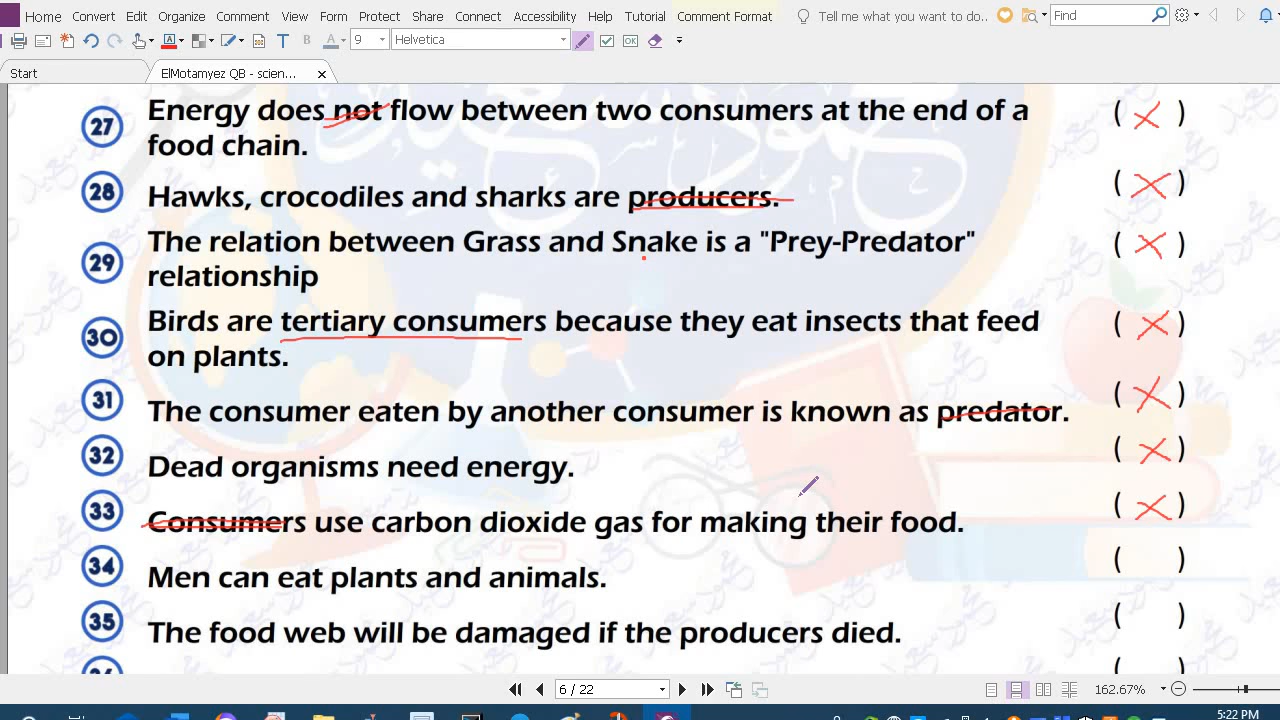 Home Convert Edit Organize Comment View Form Protect Share Connect Accessibility Help Tutorial Comment Format Tell me what you want to do.. Find
9 Helvetica
Start ElMotamyez QB - scien...
27 Energy does not flow between two consumers at the end of a ( X )
food chain.
28 Hawks, crocodiles and sharks are producers. ( X )
29 The relation between Grass and Snake is a "Prey-Predator" ( X )
relationship
30 Birds are tertiary consumers because they eat insects that feed ( X )
on plants.
31 The consumer eaten by another consumer is known as predator. ( X )
32 Dead organisms need energy. ( X )
33 Consumers use carbon dioxide gas for making their food. ( X )
34 Men can eat plants and animals. ( )
35 The food web will be damaged if the producers died. ( )
6 / 22 162.67%
5:22 PM